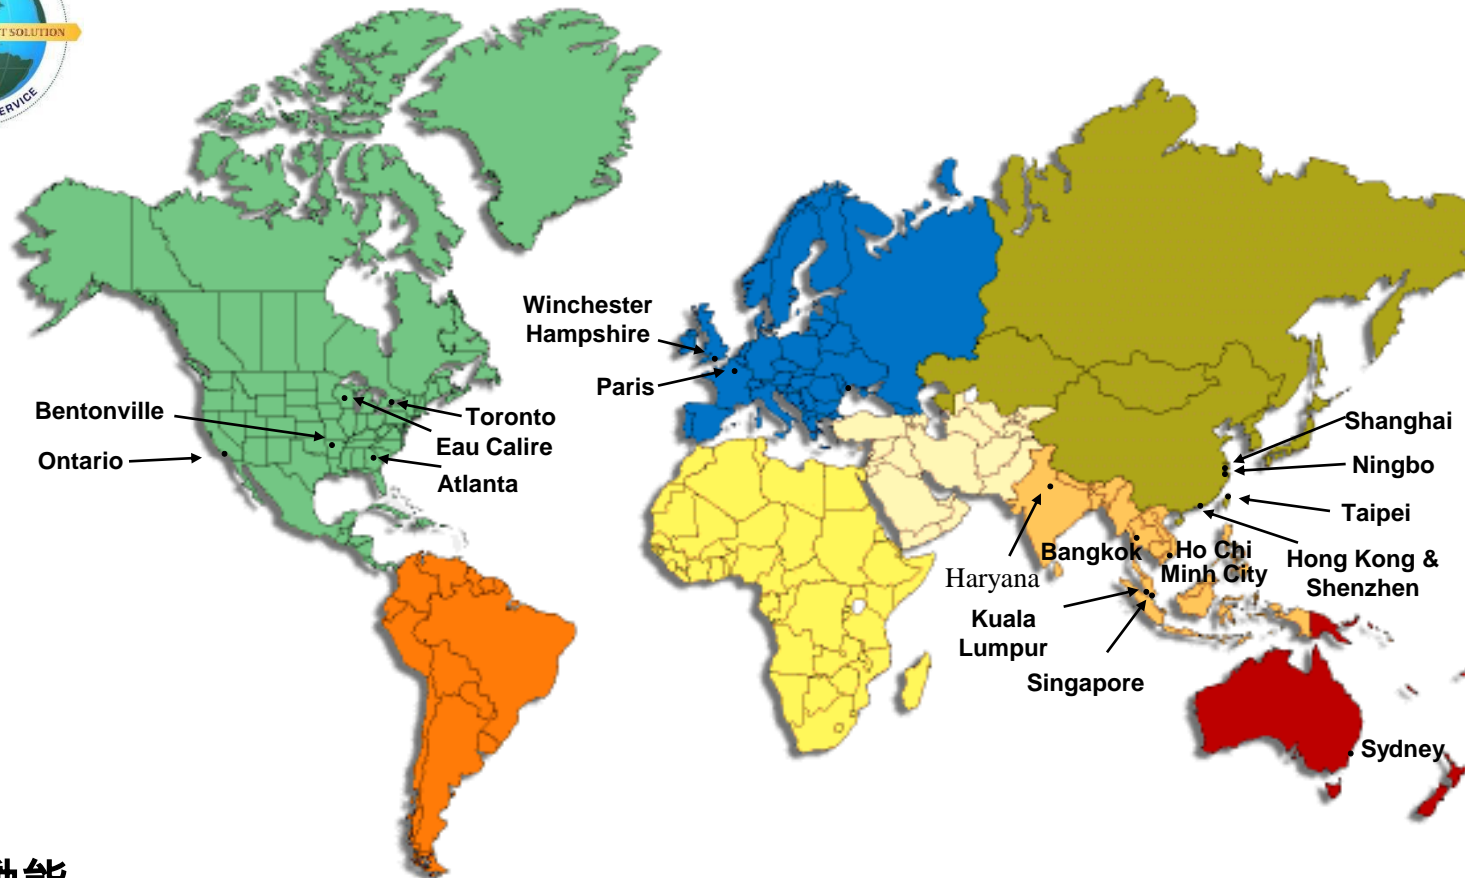 T SOLUTION
ERVICE
Winchester
Hampshire
Paris
Bentonville
Ontario
Toronto
Eau Calire
Atlanta
Shanghai
Ningbo
Taipei
Hong Kong &
Shenzhen
Bangkok
Ho Chi
Minh City
Haryana
Kuala
Lumpur
Singapore
Sydney
能